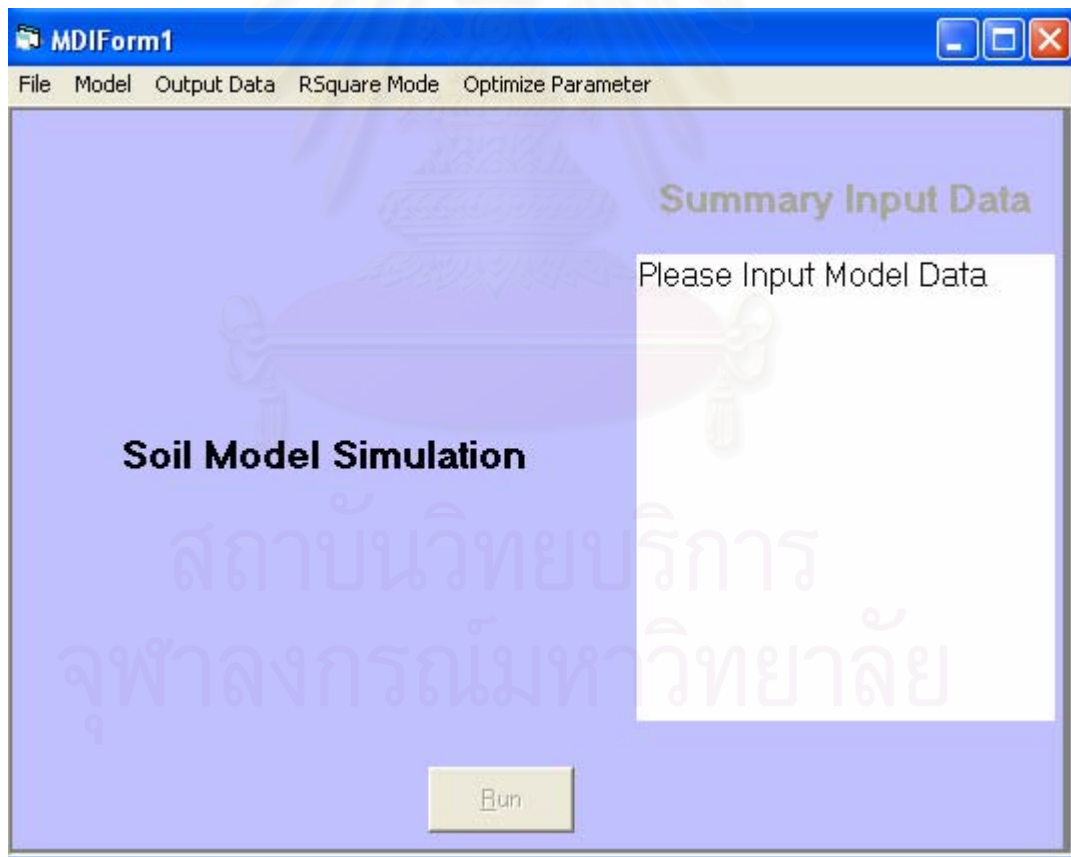 MDIForm1
File Model Output Data RSquare Mode Optimize Parameter
Summary Input Data
Please Input Model Data
Soil Model Simulation
สถาบันวิทยบริการ
จุฬาลงกรณ์มหาวิทยาลัย
Run